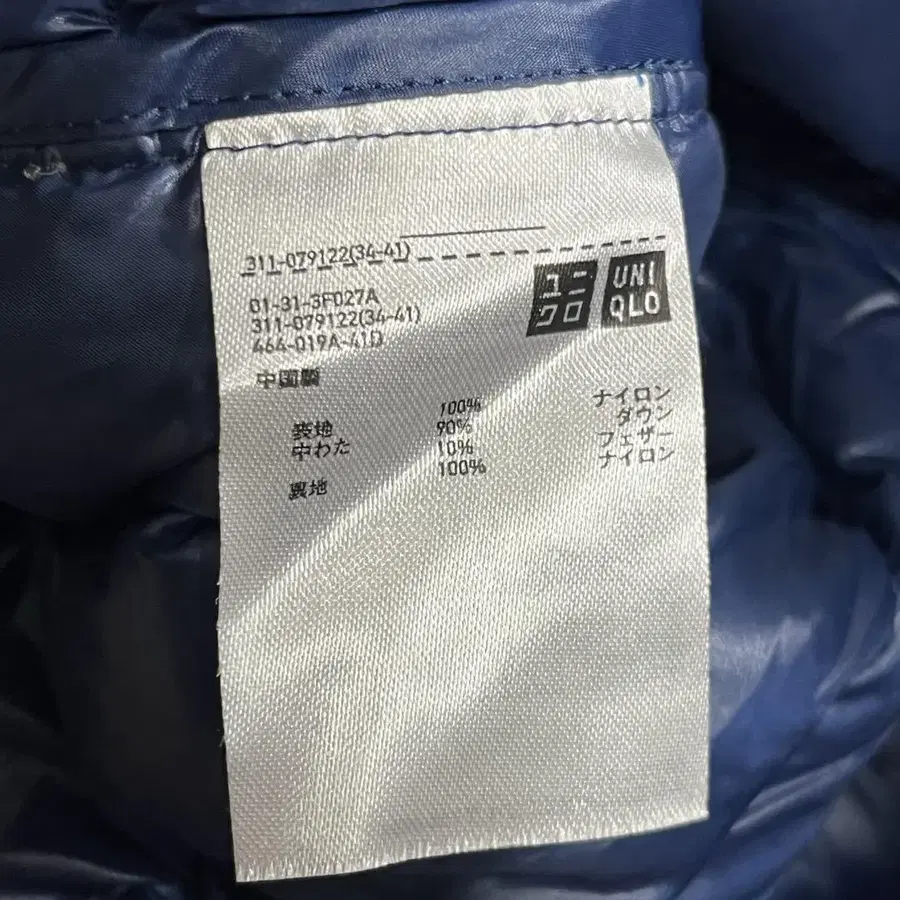 311-079122(34-41)
ユニクロ
UNIQLO
01-31-3F027A
311-079122(34-41)
464-019A-41D
中国製
表地 100% ナイロン
中わた 90% ダウン
10% フェザー
裏地 100% ナイロン